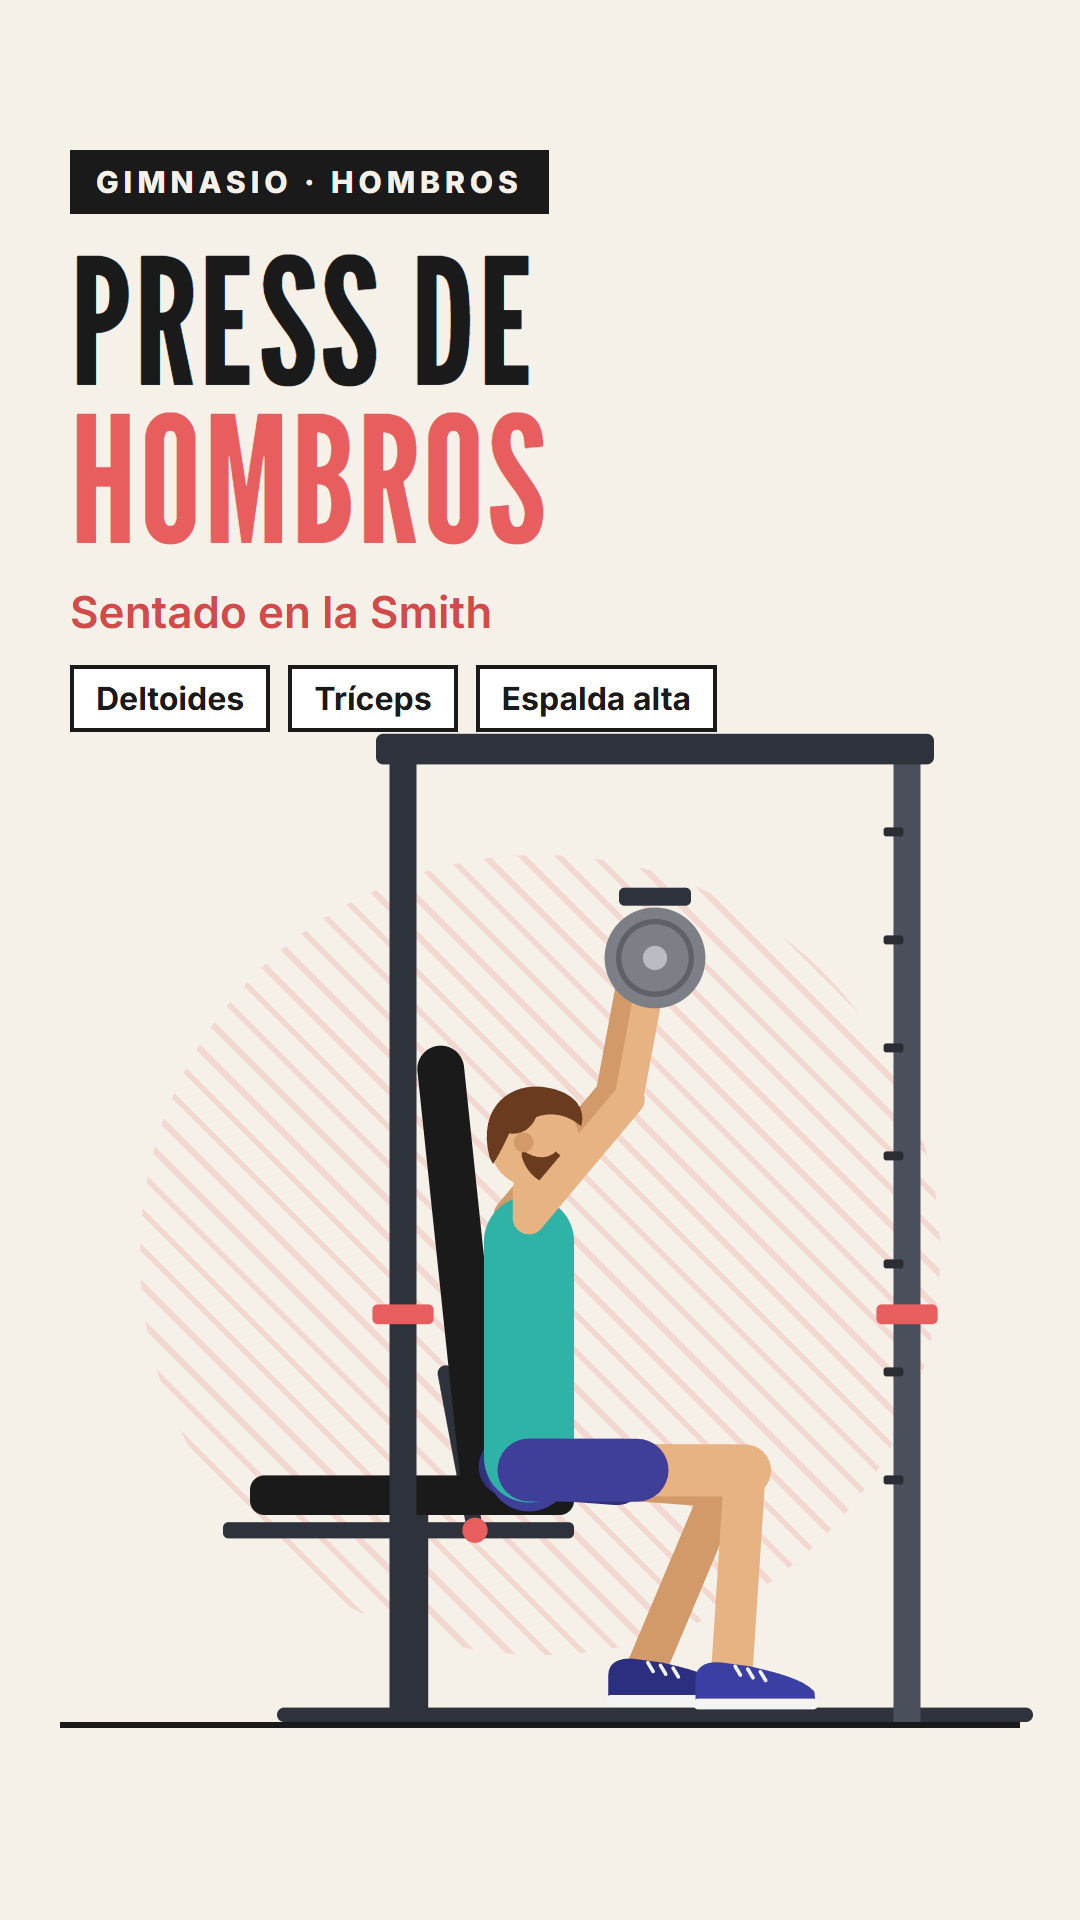 GIMNASIO · HOMBROS
PRESS DE
HOMBROS
Sentado en la Smith
Deltoides Tríceps Espalda alta